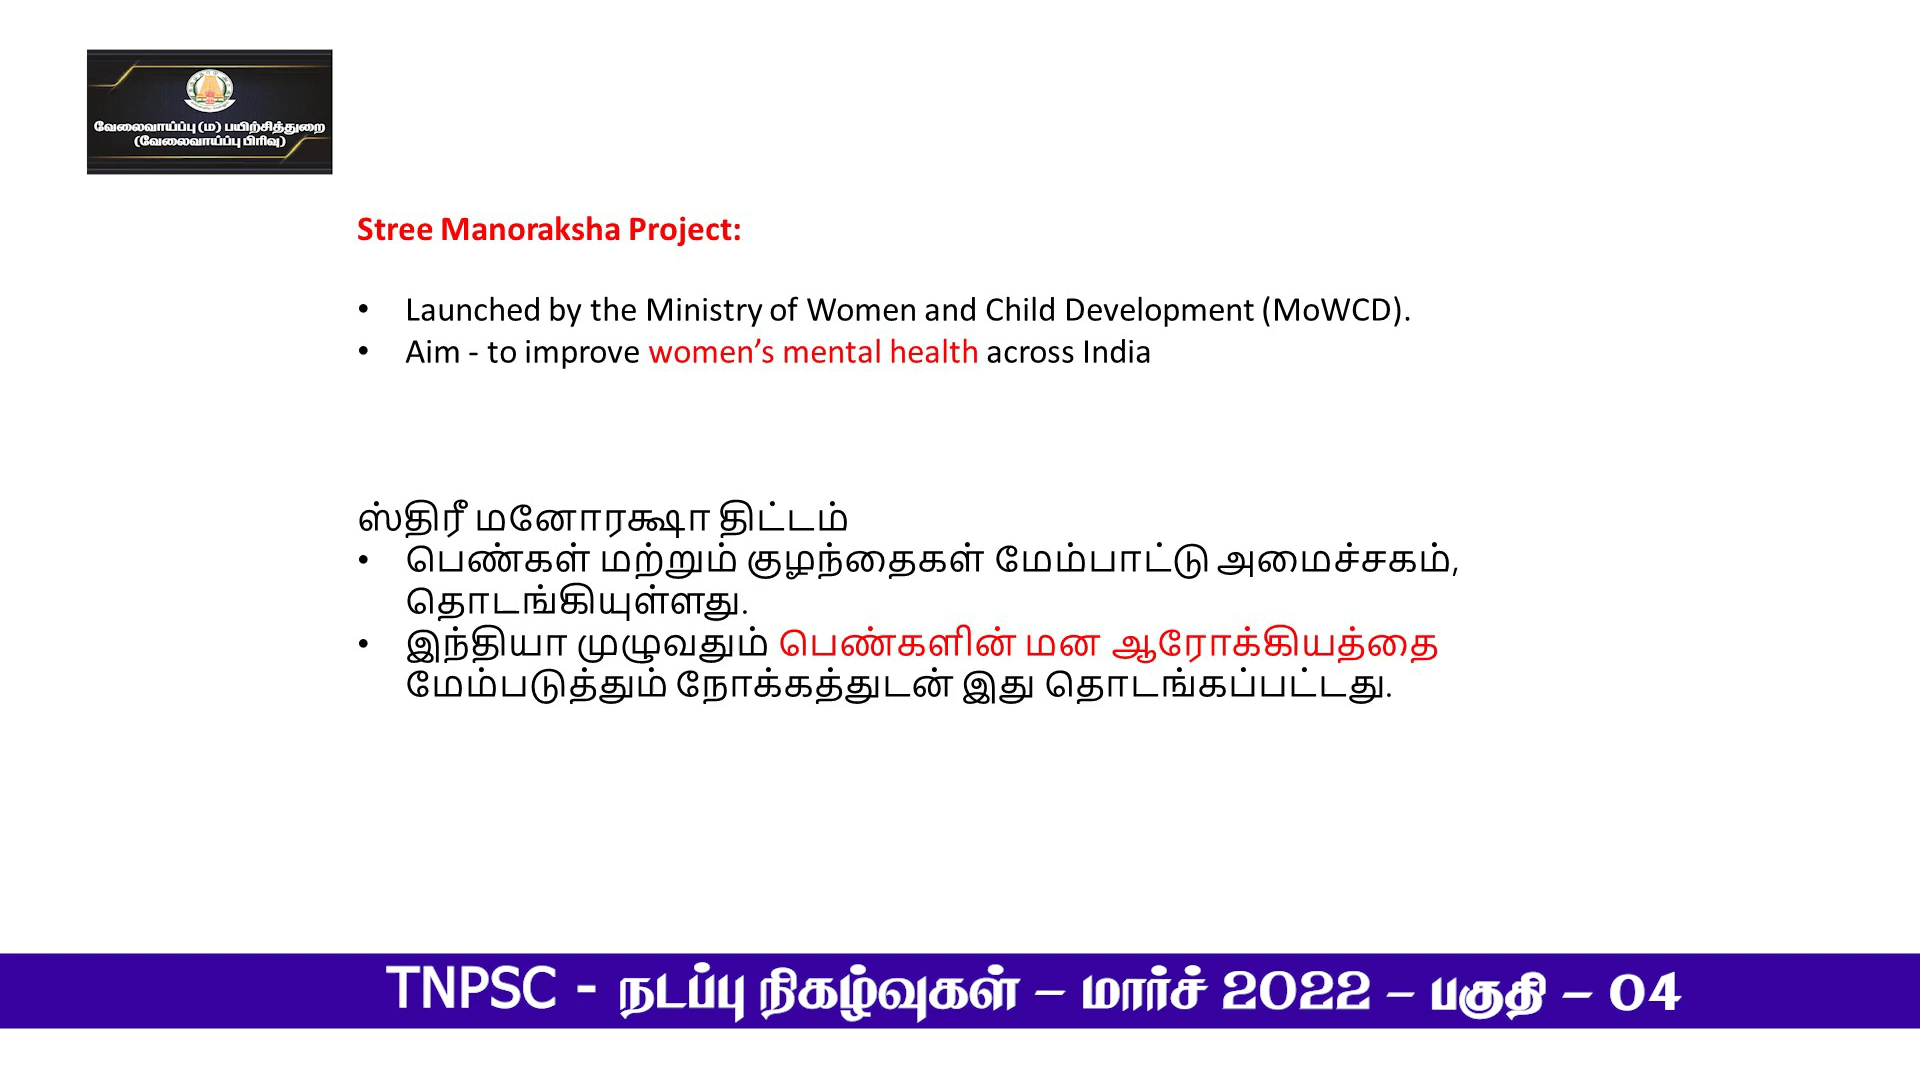 வேலைவாய்ப்பு (ம) பயிற்சித்துறை
(வேலைவாய்ப்பு பிரிவு)
Stree Manoraksha Project:
• Launched by the Ministry of Women and Child Development (MoWCD).
• Aim - to improve women’s mental health across India
ஸ்திரீ மனோரக்ஷா திட்டம்
• பெண்கள் மற்றும் குழந்தைகள் மேம்பாட்டு அமைச்சகம்,
தொடங்கியுள்ளது.
• இந்தியா முழுவதும் பெண்களின் மன ஆரோக்கியத்தை
மேம்படுத்தும் நோக்கத்துடன் இது தொடங்கப்பட்டது.
TNPSC - நடப்பு நிகழ்வுகள் – மார்ச் 2022 – பகுதி – 04